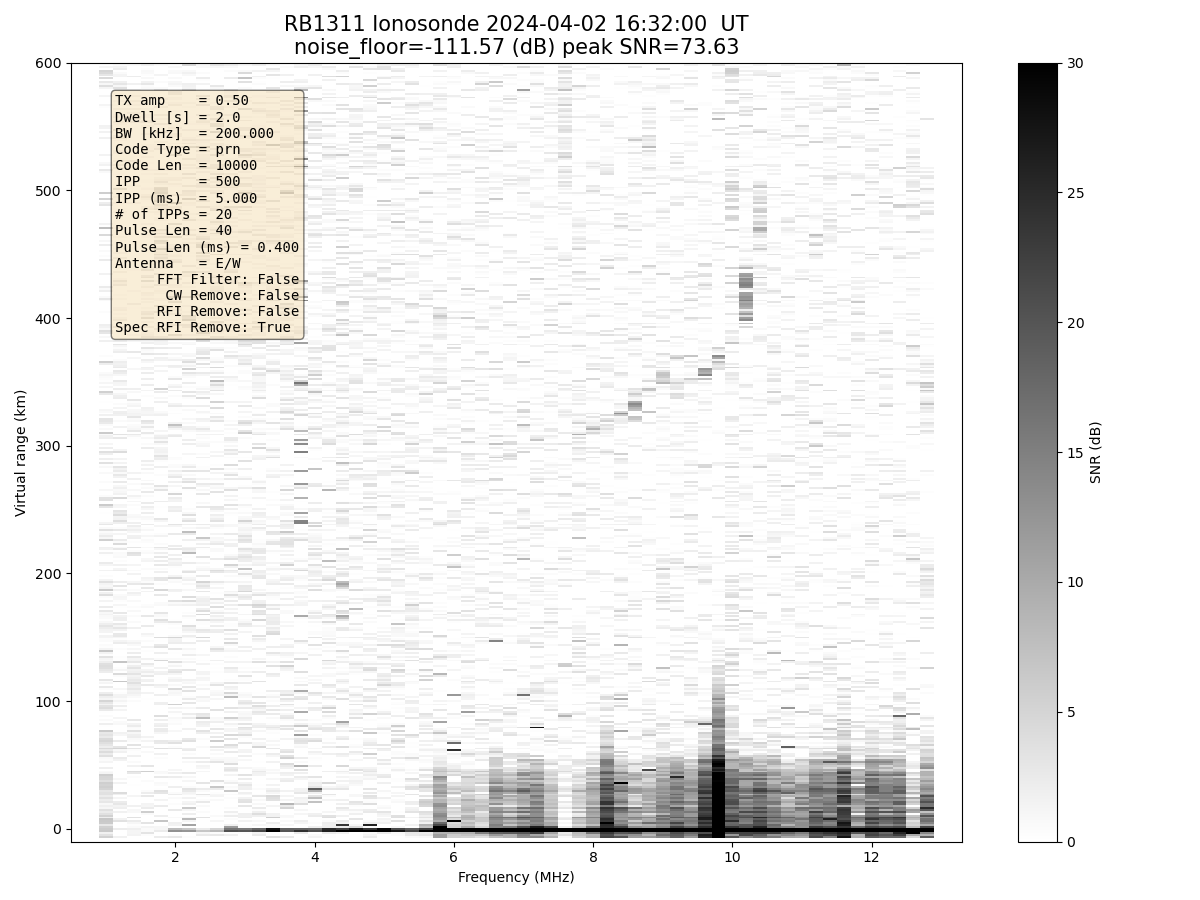 RB1311 Ionosonde 2024-04-02 16:32:00  UT
noise_floor=-111.57 (dB) peak SNR=73.63
600
500
400
300
200
100
0
Virtual range (km)
TX amp    = 0.50
Dwell [s] = 2.0
BW [kHz]  = 200.000
Code Type = prn
Code Len  = 10000
IPP       = 500
IPP (ms)  = 5.000
# of IPPs = 20
Pulse Len = 40
Pulse Len (ms) = 0.400
Antenna   = E/W
FFT Filter: False
CW Remove: False
RFI Remove: False
Spec RFI Remove: True
2
4
6
8
10
12
Frequency (MHz)
30
25
20
15
10
5
0
SNR (dB)